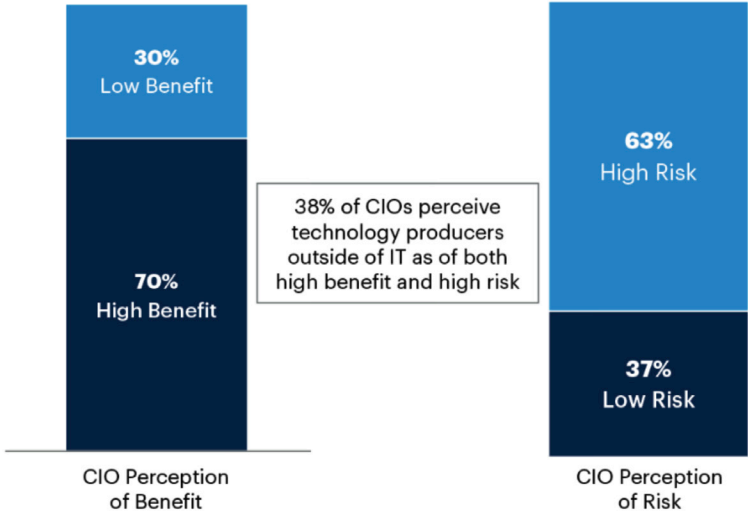 30%
Low Benefit
70%
High Benefit
CIO Perception
of Benefit
38% of CIOs perceive
technology producers
outside of IT as of both
high benefit and high risk
63%
High Risk
37%
Low Risk
CIO Perception
of Risk